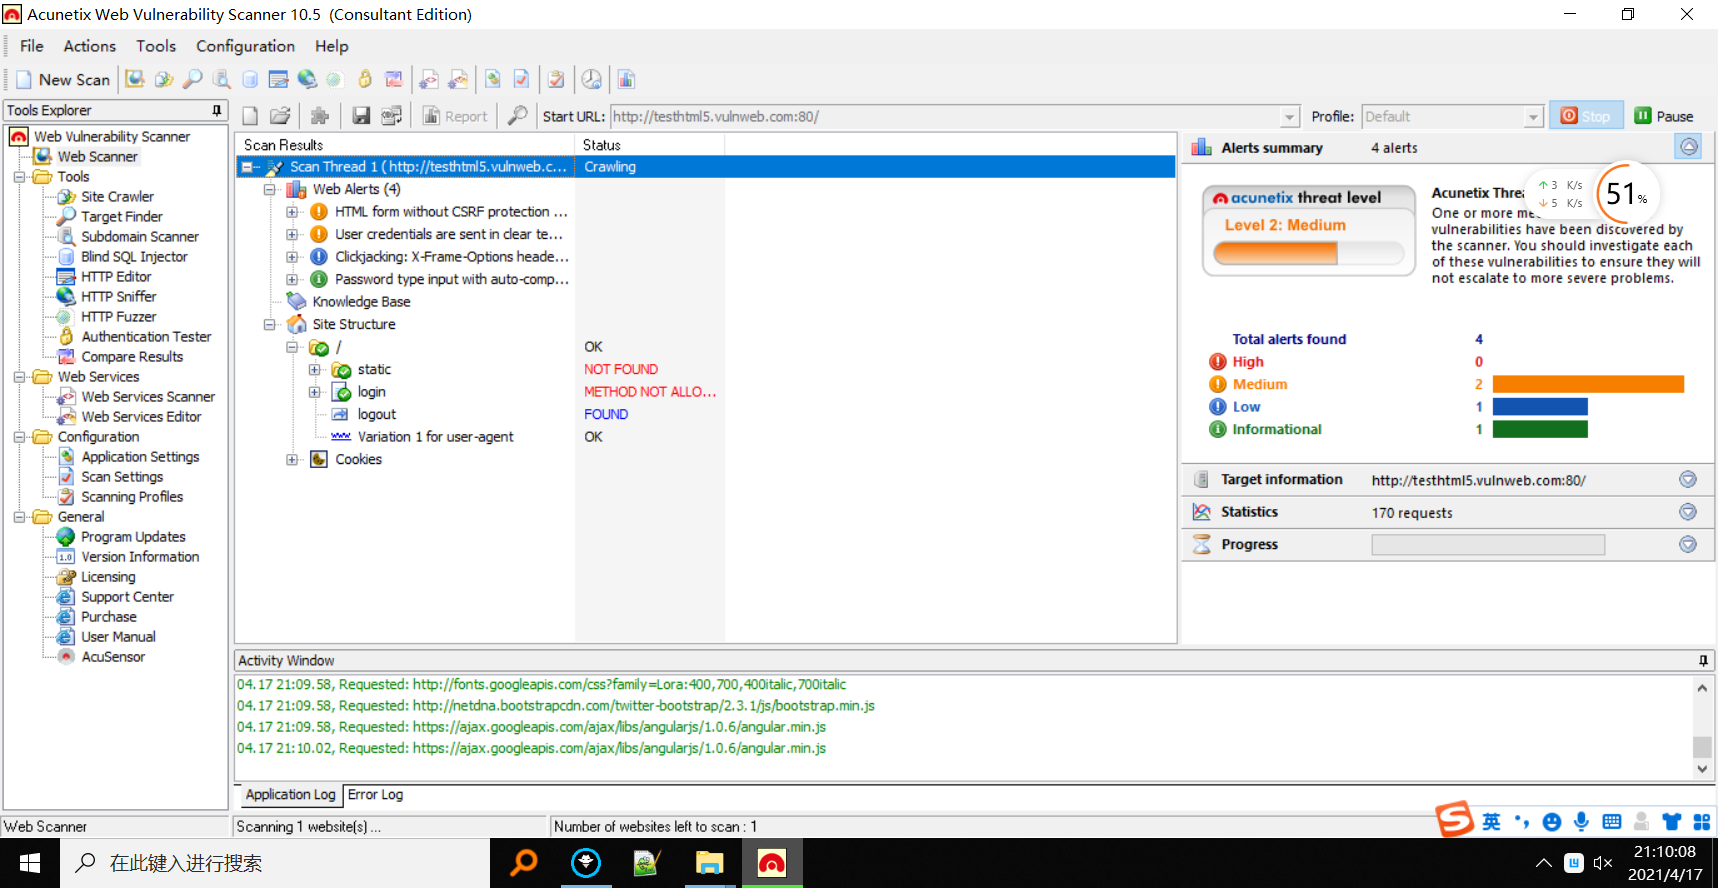 Acunetix Web Vulnerability Scanner 10.5  (Consultant Edition)
File Actions Tools Configuration Help
New Scan
Tools Explorer
Web Vulnerability Scanner
Web Scanner
Tools
Site Crawler
Target Finder
Subdomain Scanner
Blind SQL Injector
HTTP Editor
HTTP Sniffer
HTTP Fuzzer
Authentication Tester
Compare Results
Web Services
Web Services Scanner
Web Services Editor
Configuration
Application Settings
Scan Settings
Scanning Profiles
General
Program Updates
1.0 Version Information
Licensing
Support Center
Purchase
User Manual
AcuSensor
Report Start URL: http://testhtml5.vulnweb.com:80/ Profile: Default Stop Pause
Scan Results Status
Scan Thread 1 ( http://testhtml5.vulnweb.c... Crawling
Web Alerts (4)
HTML form without CSRF protection ...
User credentials are sent in clear te...
Clickjacking: X-Frame-Options heade...
Password type input with auto-comp...
Knowledge Base
Site Structure
/ OK
static NOT FOUND
login METHOD NOT ALLO...
logout FOUND
Variation 1 for user-agent OK
Cookies
Alerts summary 4 alerts
acunetix threat level
Level 2: Medium
Acunetix Threa
One or more me
vulnerabilities have been discovered by
the scanner. You should investigate each
of these vulnerabilities to ensure they will
not escalate to more severe problems.
3 K/s
5 K/s
51%
Total alerts found 4
High 0
Medium 2
Low 1
Informational 1
Target information http://testhtml5.vulnweb.com:80/
Statistics 170 requests
Progress
Activity Window
04.17 21:09.58, Requested: http://fonts.googleapis.com/css?family=Lora:400,700,400italic,700italic
04.17 21:09.58, Requested: http://netdna.bootstrapcdn.com/twitter-bootstrap/2.3.1/js/bootstrap.min.js
04.17 21:09.58, Requested: https://ajax.googleapis.com/ajax/libs/angularjs/1.0.6/angular.min.js
04.17 21:10.02, Requested: https://ajax.googleapis.com/ajax/libs/angularjs/1.0.6/angular.min.js
Application Log Error Log
Web Scanner Scanning 1 website(s) ... Number of websites left to scan : 1
S 英
在此键入进行搜索
21:10:08
2021/4/17